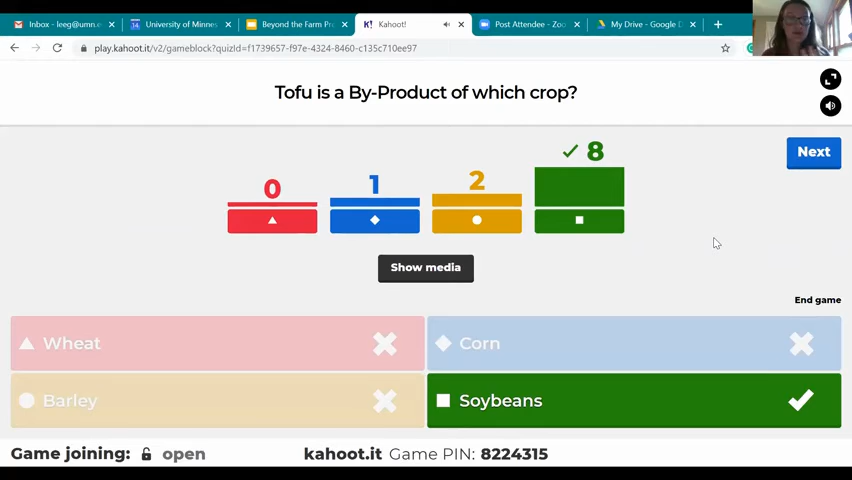 Inbox - leeg@umn.e
University of Minnes
Beyond the Farm Pre
Kahoot!
Post Attendee - Zoo
My Drive - Google D
play.kahoot.it/v2/gameblock?quizId=f1739657-f97e-4324-8460-c135c710ee97
Tofu is a By-Product of which crop?
Next
0
1
2
8
Show media
End game
Wheat
Corn
Barley
Soybeans
Game joining: open
kahoot.it Game PIN: 8224315